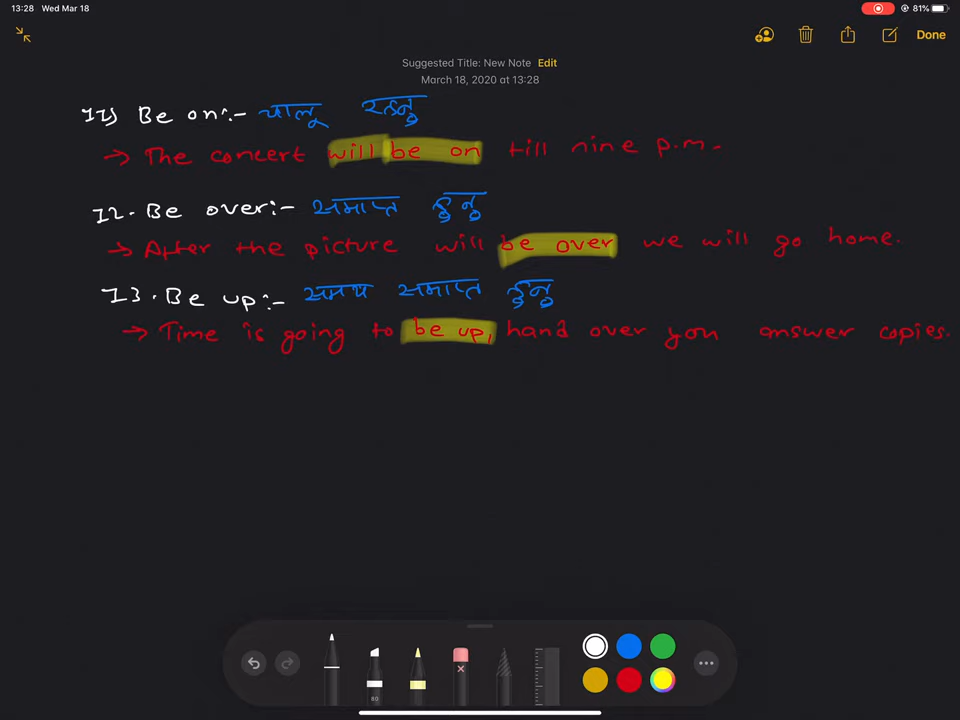 13:28 Wed Mar 18
81%
Done
Suggested Title: New Note Edit
March 18, 2020 at 13:28
11) Be on:- चालू रहनु
→ The concert will be on till nine p.m.
12. Be over:- समाप्त हुनु
→ After the picture will be over we will go home.
13. Be up:- समय समाप्त हुनु
→ Time is going to be up, hand over you answer copies.
80